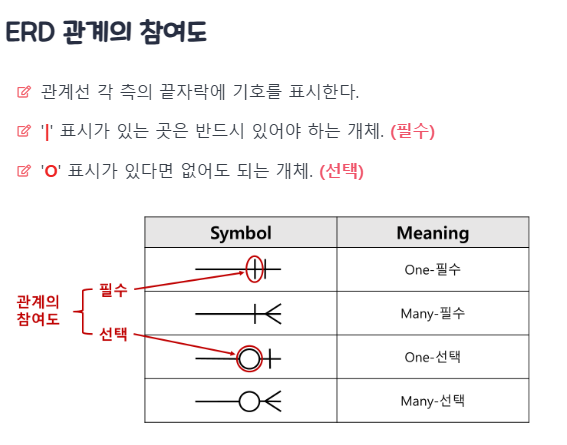 ERD 관계의 참여도
관계선 각 측의 끝자락에 기호를 표시한다.
'|' 표시가 있는 곳은 반드시 있어야 하는 개체. (필수)
'O' 표시가 있다면 없어도 되는 개체. (선택)
Symbol Meaning
One-필수
Many-필수
One-선택
Many-선택
관계의
참여도
필수
선택